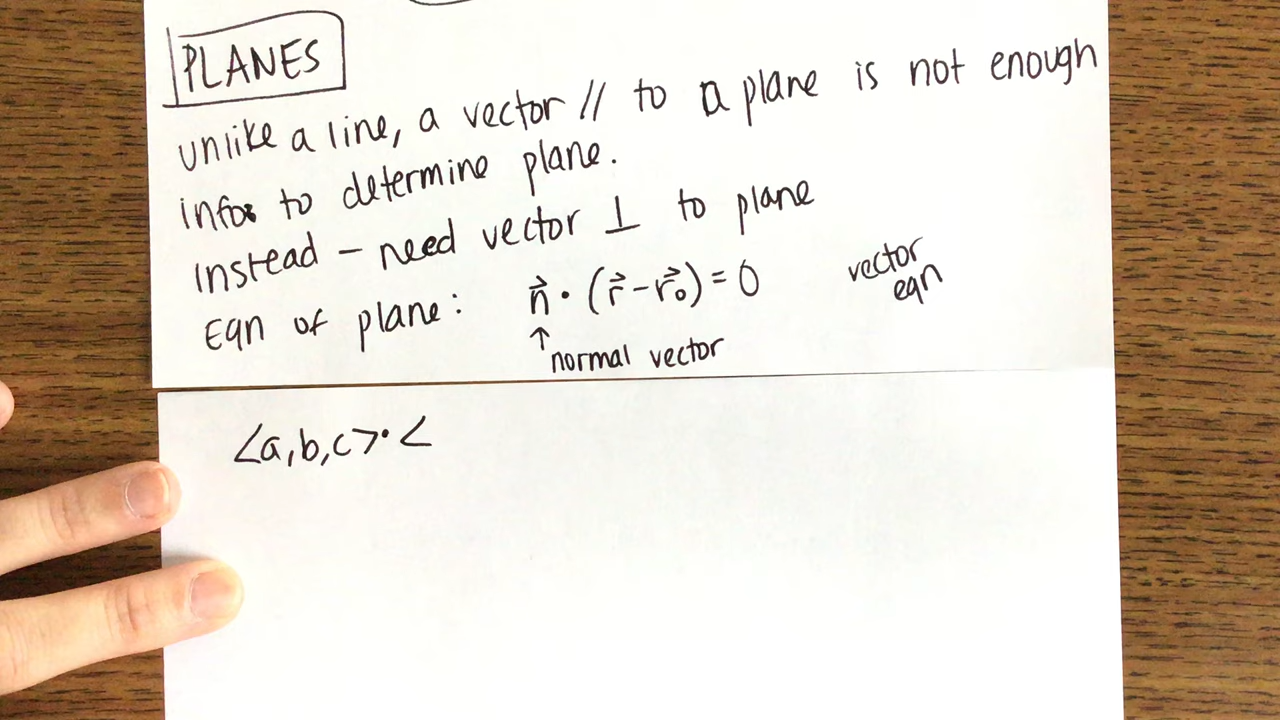 PLANES
unlike a line, a vector // to a plane is not enough
info to determine plane.
Instead – need vector ⊥ to plane
Eqn of plane: n⃗ · (r⃗ − r⃗₀) = 0 vector eqn
↑ normal vector
<a,b,c> · <